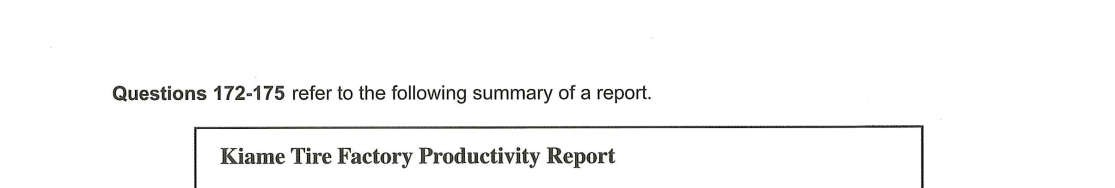 Questions 172-175 refer to the following summary of a report.
Kiame Tire Factory Productivity Report